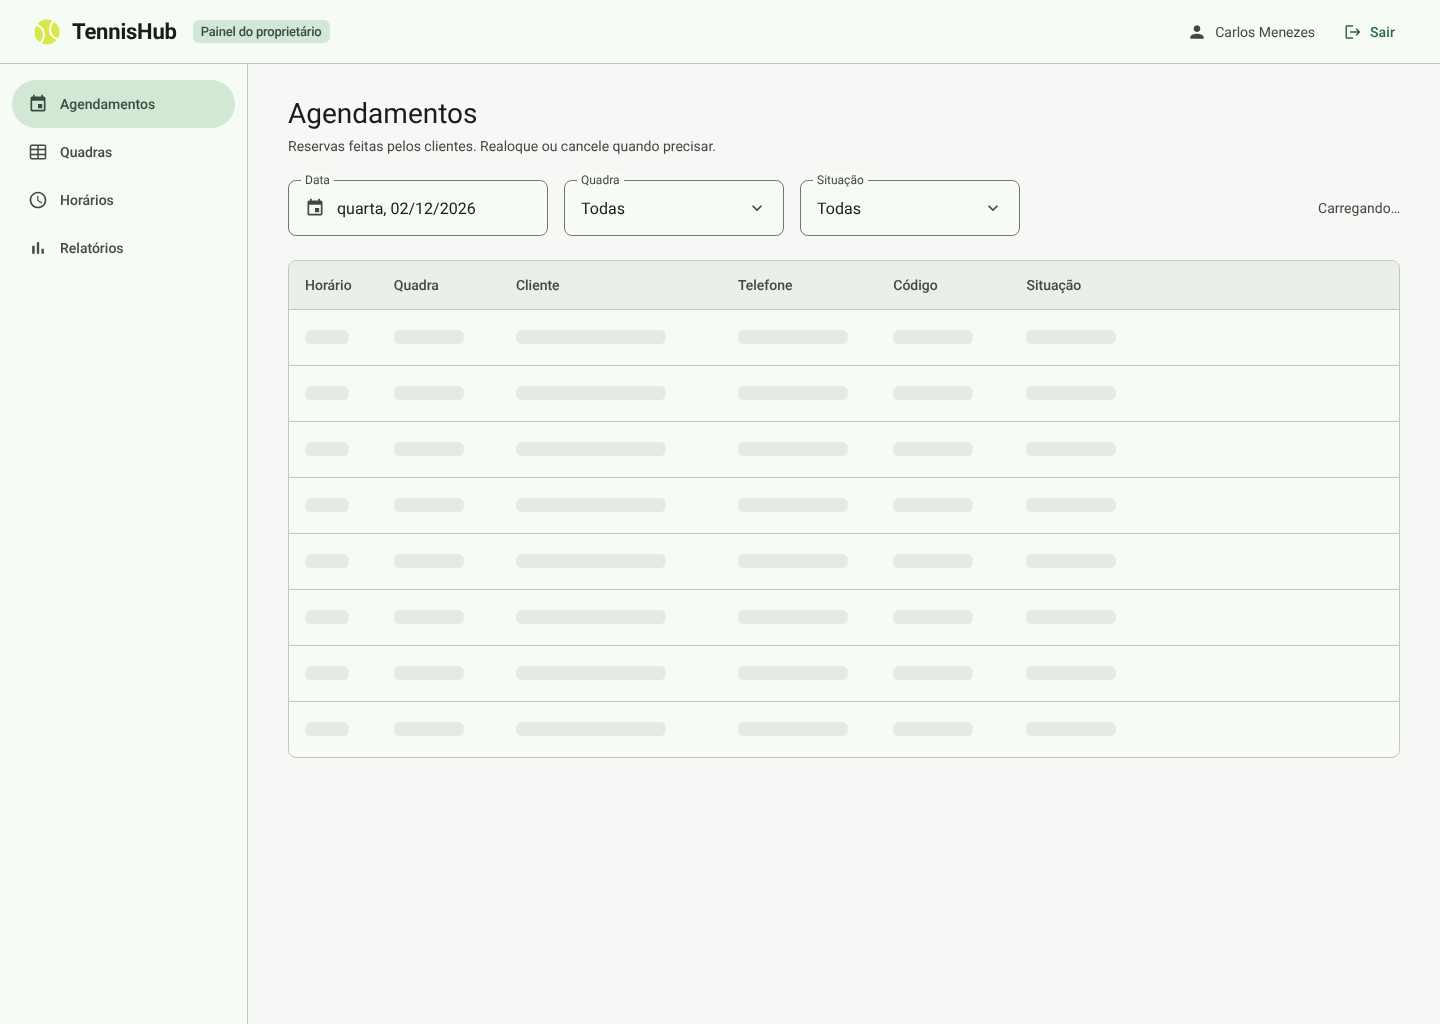 TennisHub
Painel do proprietário
Carlos Menezes
Sair
Agendamentos
Quadras
Horários
Relatórios
Agendamentos
Reservas feitas pelos clientes. Realoque ou cancele quando precisar.
Data
quarta, 02/12/2026
Quadra
Todas
Situação
Todas
Carregando…
Horário Quadra Cliente Telefone Código Situação